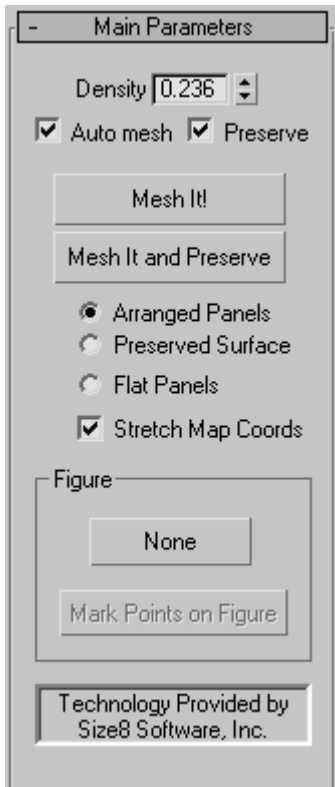 - Main Parameters
Density 0.236
Auto mesh Preserve
Mesh It!
Mesh It and Preserve
Arranged Panels
Preserved Surface
Flat Panels
Stretch Map Coords
Figure
None
Mark Points on Figure
Technology Provided by
Size8 Software, Inc.